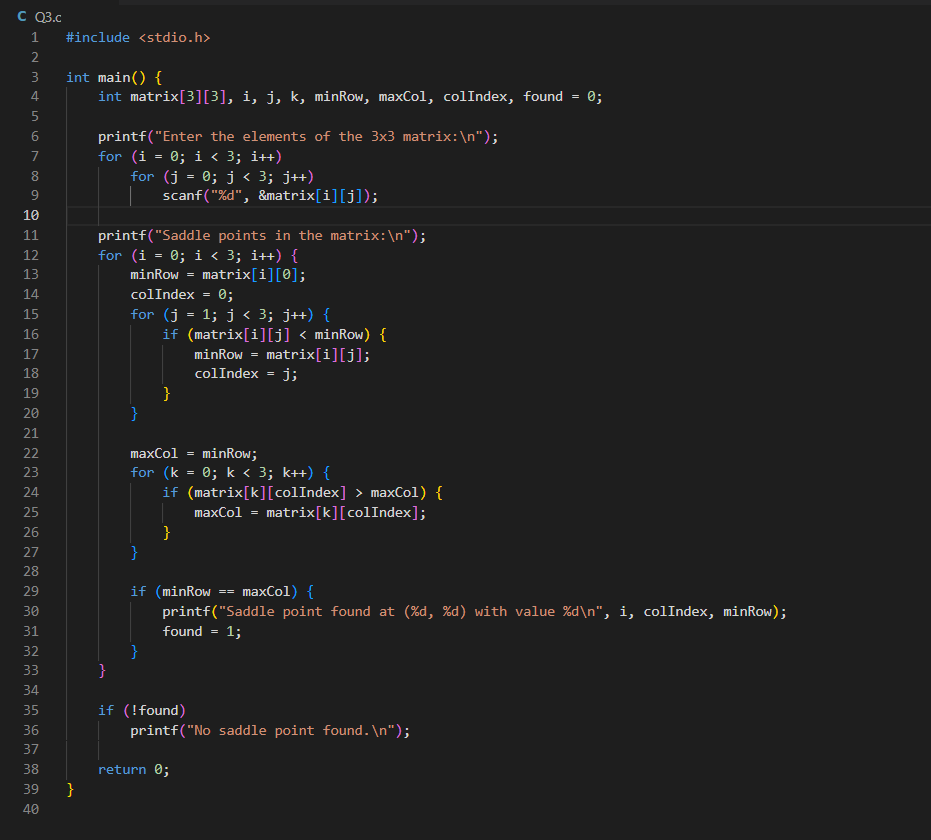 C Q3.c
1 #include <stdio.h>
2
3 int main() {
4     int matrix[3][3], i, j, k, minRow, maxCol, colIndex, found = 0;
5
6     printf("Enter the elements of the 3x3 matrix:\n");
7     for (i = 0; i < 3; i++)
8         for (j = 0; j < 3; j++)
9             scanf("%d", &matrix[i][j]);
10
11     printf("Saddle points in the matrix:\n");
12     for (i = 0; i < 3; i++) {
13         minRow = matrix[i][0];
14         colIndex = 0;
15         for (j = 1; j < 3; j++) {
16             if (matrix[i][j] < minRow) {
17                 minRow = matrix[i][j];
18                 colIndex = j;
19             }
20         }
21
22         maxCol = minRow;
23         for (k = 0; k < 3; k++) {
24             if (matrix[k][colIndex] > maxCol) {
25                 maxCol = matrix[k][colIndex];
26             }
27         }
28
29         if (minRow == maxCol) {
30             printf("Saddle point found at (%d, %d) with value %d\n", i, colIndex, minRow);
31             found = 1;
32         }
33     }
34
35     if (!found)
36         printf("No saddle point found.\n");
37
38     return 0;
39 }
40